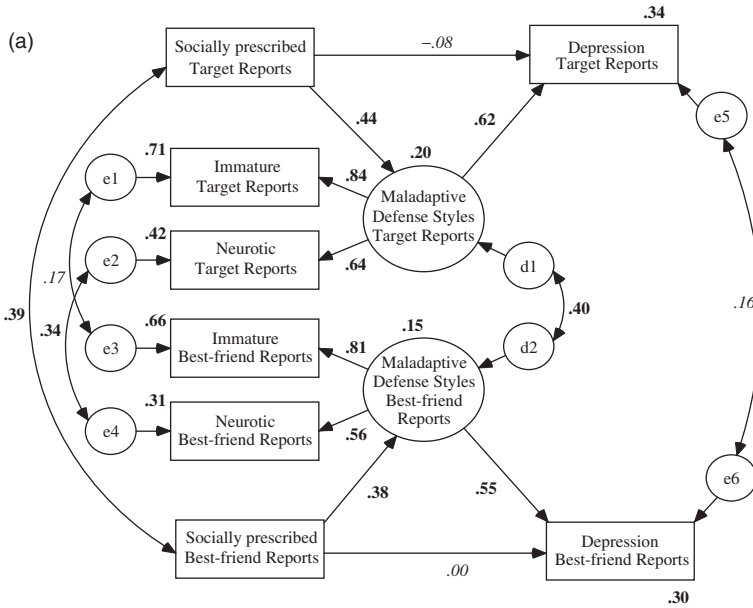 (a)
Socially prescribed
Target Reports
–.08
.34
Depression
Target Reports
.44
.62
e5
.71
e1
Immature
Target Reports
.84
.20
Maladaptive
Defense Styles
Target Reports
.42
e2
Neurotic
Target Reports
.64
d1
.17
.39
.34
.40
.16
.66
e3
Immature
Best-friend Reports
.81
.15
Maladaptive
Defense Styles
Best-friend
Reports
d2
.31
e4
Neurotic
Best-friend Reports
.56
.38
.55
e6
Socially prescribed
Best-friend Reports
.00
Depression
Best-friend Reports
.30